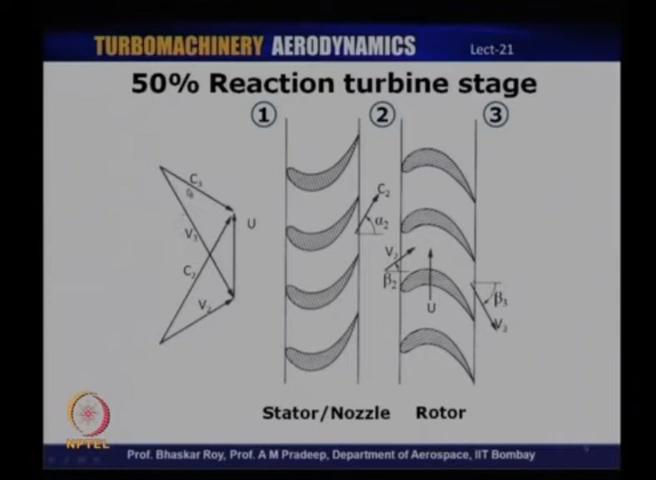 TURBOMACHINERY AERODYNAMICS Lect-21
50% Reaction turbine stage
1 2 3
C3
V3
C2
V2
U
C2
α2
V2
β2
U
β3
V3
Stator/Nozzle Rotor
NPTEL
Prof. Bhaskar Roy, Prof. A M Pradeep, Department of Aerospace, IIT Bombay